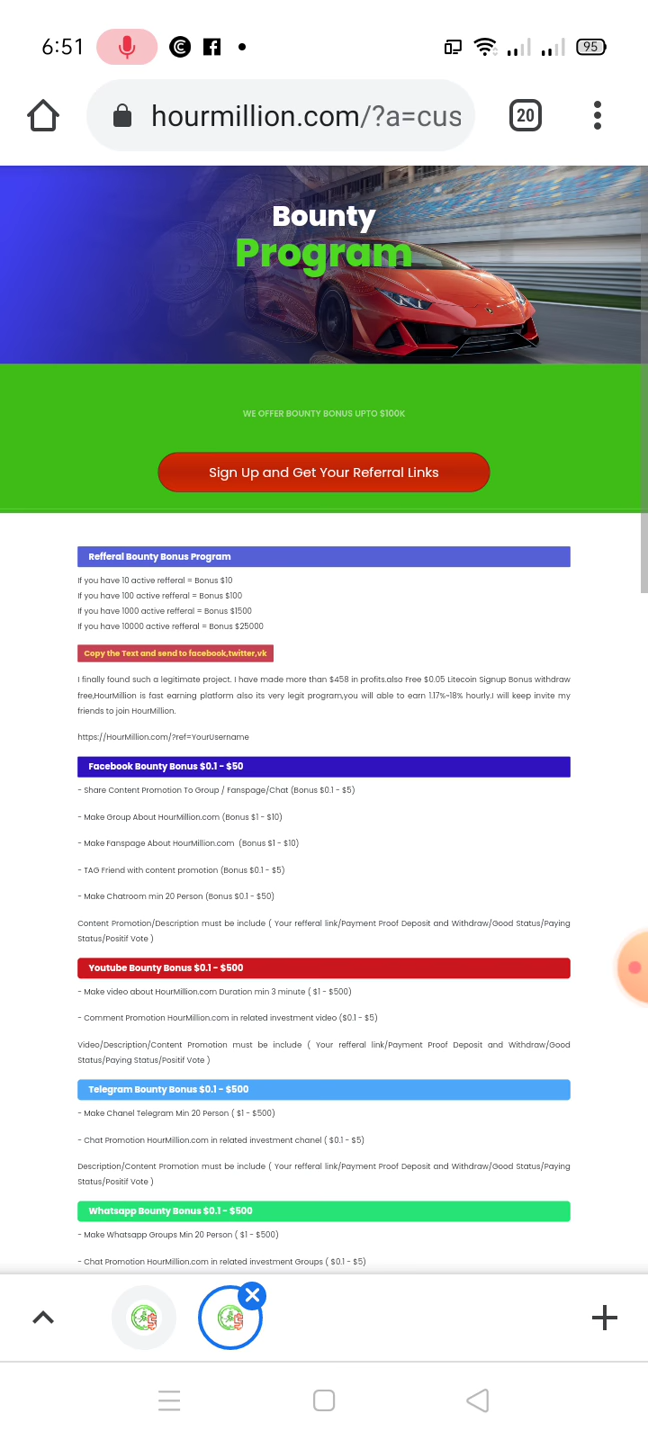 6:51
95
hourmillion.com/?a=cus
20
Bounty
Program
WE OFFER BOUNTY BONUS UPTO $100K
Sign Up and Get Your Referral Links
Refferal Bounty Bonus Program
If you have 10 active refferal = Bonus $10
If you have 100 active refferal = Bonus $100
If you have 1000 active refferal = Bonus $1500
If you have 10000 active refferal = Bonus $25000
Copy the Text and send to facebook,twitter,vk
I finally found such a legitimate project. I have made more than $458 in profits.also Free $0.05 Litecoin Signup Bonus withdraw
free,HourMillion is fast earning platform also its very legit program,you will able to earn 1.17%~18% hourly.I will keep invite my
friends to join HourMillion.
https://HourMillion.com/?ref=YourUsername
Facebook Bounty Bonus $0.1 - $50
- Share Content Promotion To Group / Fanspage/Chat (Bonus $0.1 - $5)
- Make Group About HourMillion.com (Bonus $1 - $10)
- Make Fanspage About HourMillion.com (Bonus $1 - $10)
- TAG Friend with content promotion (Bonus $0.1 - $5)
- Make Chatroom min 20 Person (Bonus $0.1 - $50)
Content Promotion/Description must be include ( Your refferal link/Payment Proof Deposit and Withdraw/Good Status/Paying
Status/Positif Vote )
Youtube Bounty Bonus $0.1 - $500
- Make video about HourMillion.com Duration min 3 minute ( $1 - $500)
- Comment Promotion HourMillion.com in related investment video ($0.1 - $5)
Video/Description/Content Promotion must be include ( Your refferal link/Payment Proof Deposit and Withdraw/Good
Status/Paying Status/Positif Vote )
Telegram Bounty Bonus $0.1 - $500
- Make Chanel Telegram Min 20 Person ( $1 - $500)
- Chat Promotion HourMillion.com in related investment chanel ( $0.1 - $5)
Description/Content Promotion must be include ( Your refferal link/Payment Proof Deposit and Withdraw/Good Status/Paying
Status/Positif Vote )
Whatsapp Bounty Bonus $0.1 - $500
- Make Whatsapp Groups Min 20 Person ( $1 - $500)
- Chat Promotion HourMillion.com in related investment Groups ( $0.1 - $5)